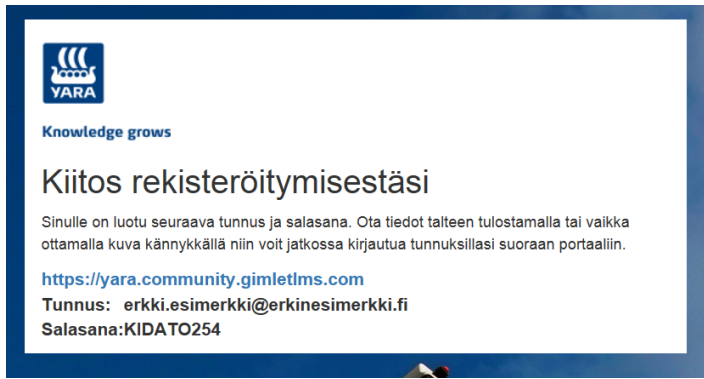 YARA
Knowledge grows
Kiitos rekisteröitymisestäsi
Sinulle on luotu seuraava tunnus ja salasana. Ota tiedot talteen tulostamalla tai vaikka
ottamalla kuva kännykkällä niin voit jatkossa kirjautua tunnuksillasi suoraan portaaliin.
https://yara.community.gimletlms.com
Tunnus: erkki.esimerkki@erkinesimerkki.fi
Salasana:KIDATO254